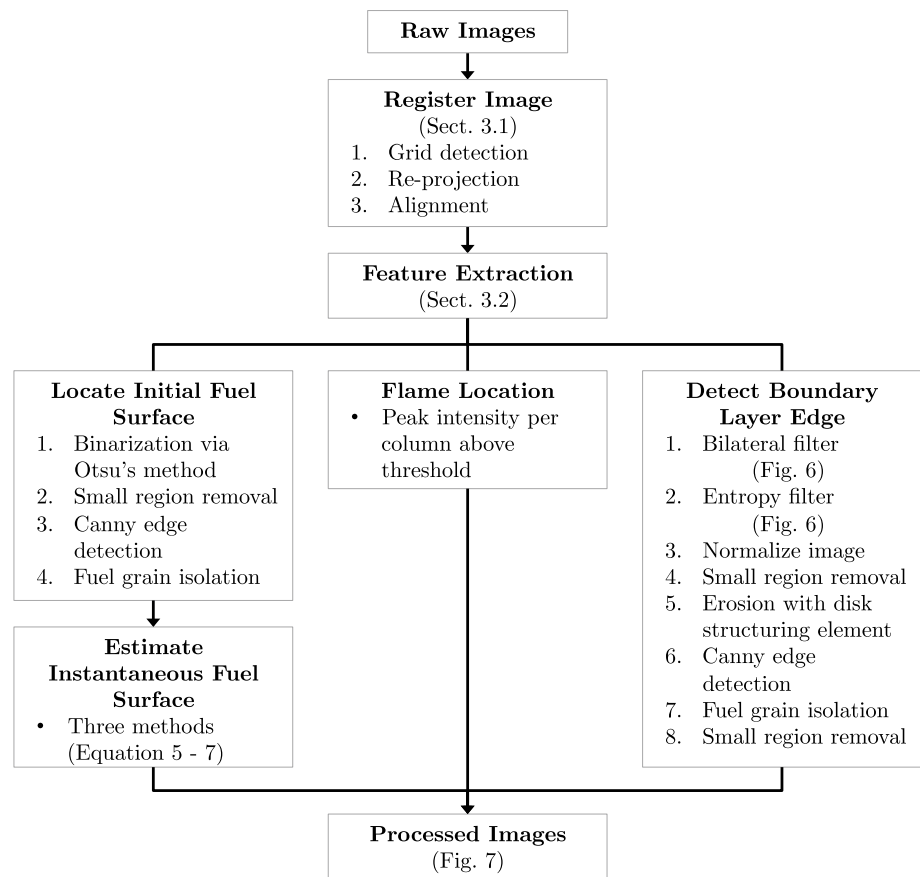 Raw Images
Register Image
(Sect. 3.1)
1. Grid detection
2. Re-projection
3. Alignment
Feature Extraction
(Sect. 3.2)
Locate Initial Fuel
Surface
1. Binarization via
Otsu's method
2. Small region removal
3. Canny edge
detection
4. Fuel grain isolation
Estimate
Instantaneous Fuel
Surface
• Three methods
(Equation 5 - 7)
Flame Location
• Peak intensity per
column above
threshold
Detect Boundary
Layer Edge
1. Bilateral filter
(Fig. 6)
2. Entropy filter
(Fig. 6)
3. Normalize image
4. Small region removal
5. Erosion with disk
structuring element
6. Canny edge
detection
7. Fuel grain isolation
8. Small region removal
Processed Images
(Fig. 7)